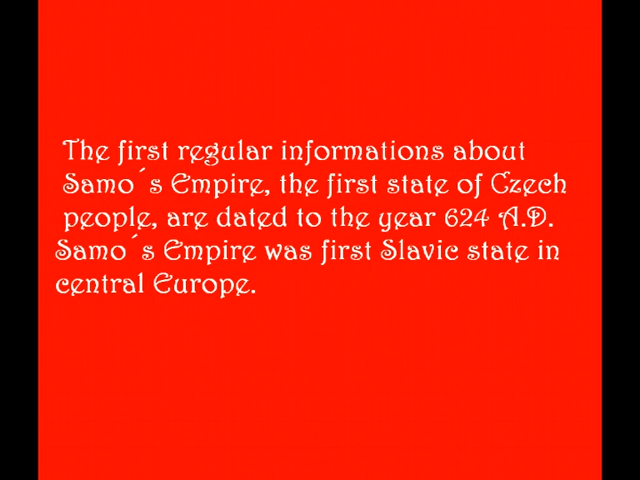 The first regular informations about
Samo´s Empire, the first state of Czech
people, are dated to the year 624 A.D.
Samo´s Empire was first Slavic state in
central Europe.